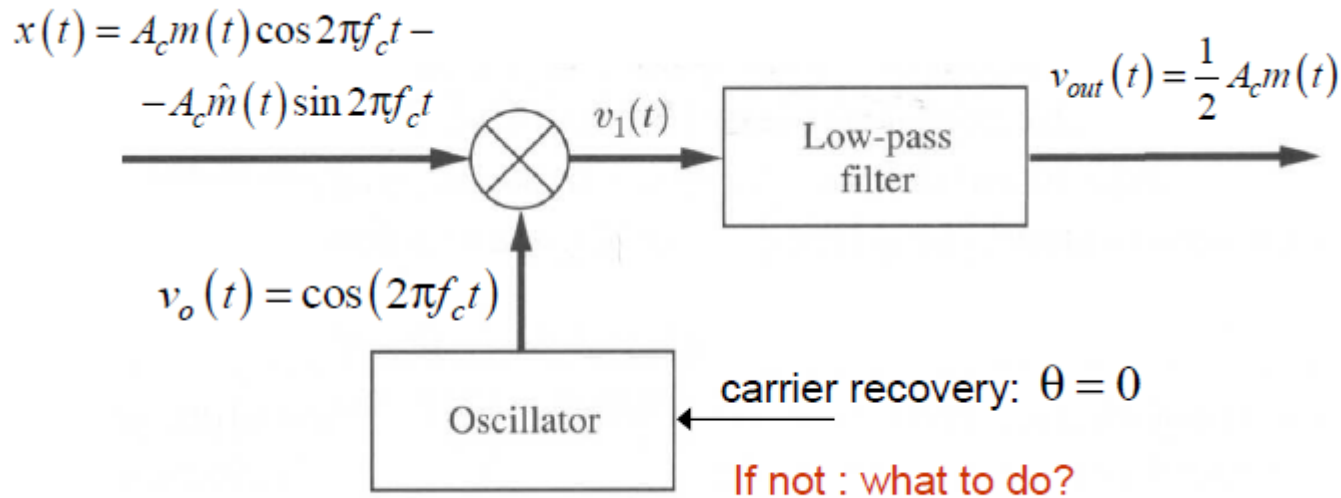 x(t) = A_c m(t) cos 2πf_c t −
−A_c m̂(t) sin 2πf_c t
v_1(t)
Low-pass
filter
v_out(t) = 1/2 A_c m(t)
v_o(t) = cos(2πf_c t)
Oscillator
carrier recovery: θ = 0
If not : what to do?